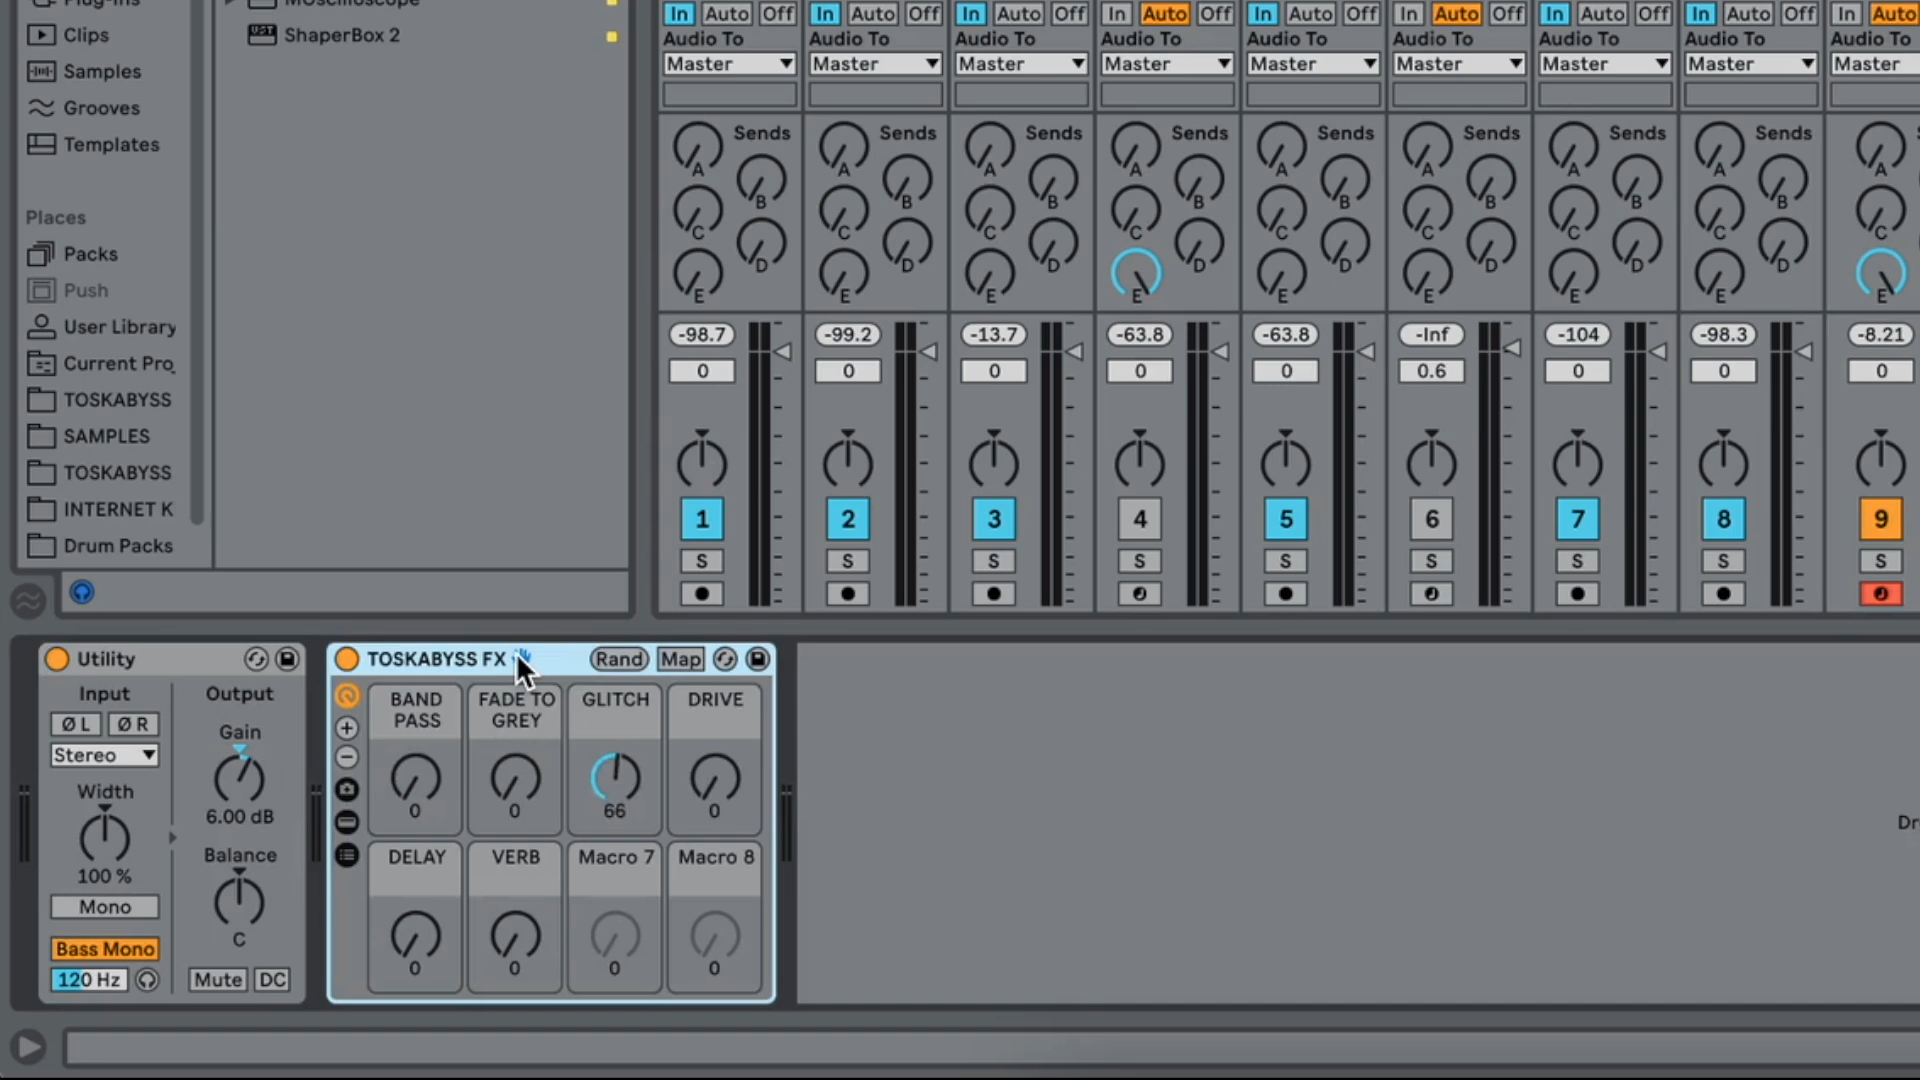 In Auto Off In Auto Off In Auto Off In Auto Off In Auto Off In Auto Off In Auto Off In Auto Off In Auto
Clips
ShaperBox 2
Audio To Audio To Audio To Audio To Audio To Audio To Audio To Audio To Audio To
Samples
Master Master Master Master Master Master Master Master Master
Grooves
Templates
Sends Sends Sends Sends Sends Sends Sends Sends
A A A A A A A A A
B B B B B B B B
Places
C C C C C C C C C
Packs
D D D D D D D D
Push
E E E E E E E E E
User Library
-98.7 -99.2 -13.7 -63.8 -63.8 -Inf -104 -98.3 -8.21
Current Pro
0 0 0 0 0 0.6 0 0 0
TOSKABYSS
SAMPLES
TOSKABYSS
INTERNET K
1 2 3 4 5 6 7 8 9
Drum Packs
S S S S S S S S S
Utility
TOSKABYSS FX Rand Map
Input Output
Ø L Ø R
Gain
Stereo
6.00 dB
Width
Balance
100 %
Mono
C
Bass Mono
120 Hz Mute DC
BAND PASS
FADE TO GREY
GLITCH
DRIVE
0 0 66 0
DELAY VERB Macro 7 Macro 8
0 0 0 0
Dr